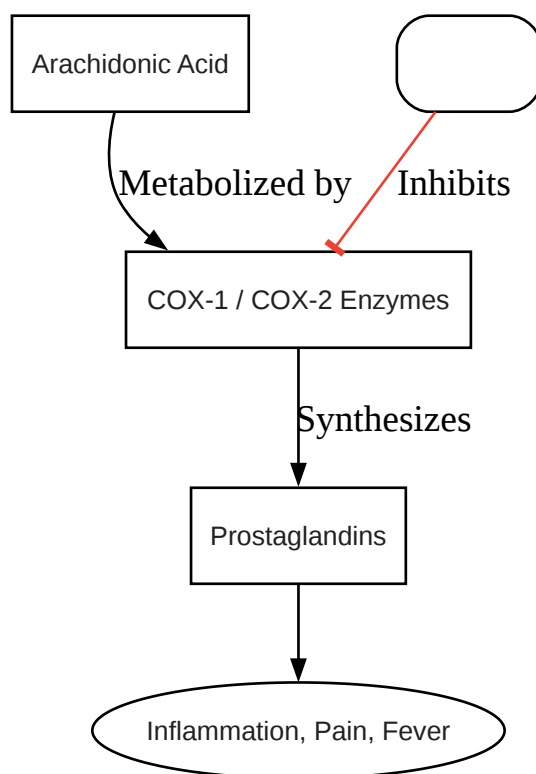 Arachidonic Acid
Metabolized by
Inhibits
COX-1 / COX-2 Enzymes
Synthesizes
Prostaglandins
Inflammation, Pain, Fever